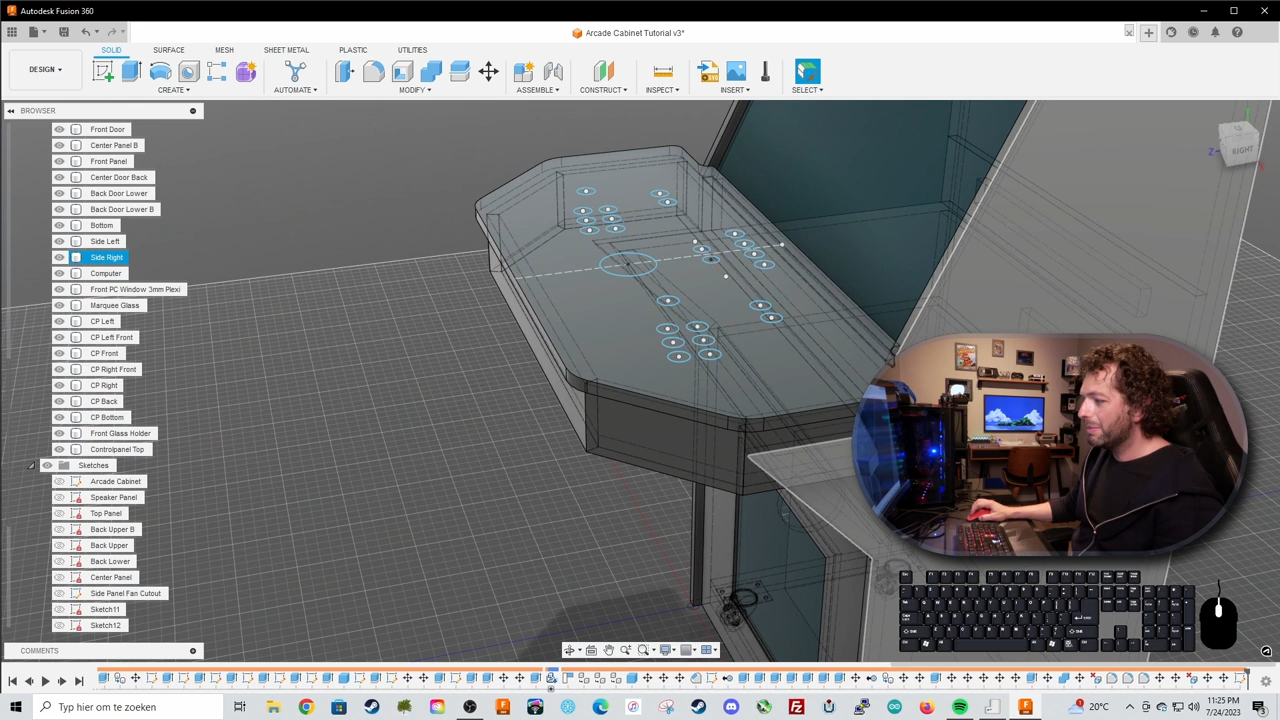 Autodesk Fusion 360
Arcade Cabinet Tutorial v3*
SOLID SURFACE MESH SHEET METAL PLASTIC UTILITIES
DESIGN
CREATE AUTOMATE MODIFY ASSEMBLE CONSTRUCT INSPECT INSERT SELECT
BROWSER
Front Door
Center Panel B
Front Panel
Center Door Back
Back Door Lower
Back Door Lower B
Bottom
Side Left
Side Right
Computer
Front PC Window 3mm Plexi
Marquee Glass
CP Left
CP Left Front
CP Front
CP Right Front
CP Right
CP Back
CP Bottom
Front Glass Holder
Controlpanel Top
Sketches
Arcade Cabinet
Speaker Panel
Top Panel
Back Upper B
Back Upper
Back Lower
Center Panel
Side Panel Fan Cutout
Sketch11
Sketch12
COMMENTS
Z
RIGHT
Typ hier om te zoeken
20°C
11:25 PM
7/24/2023